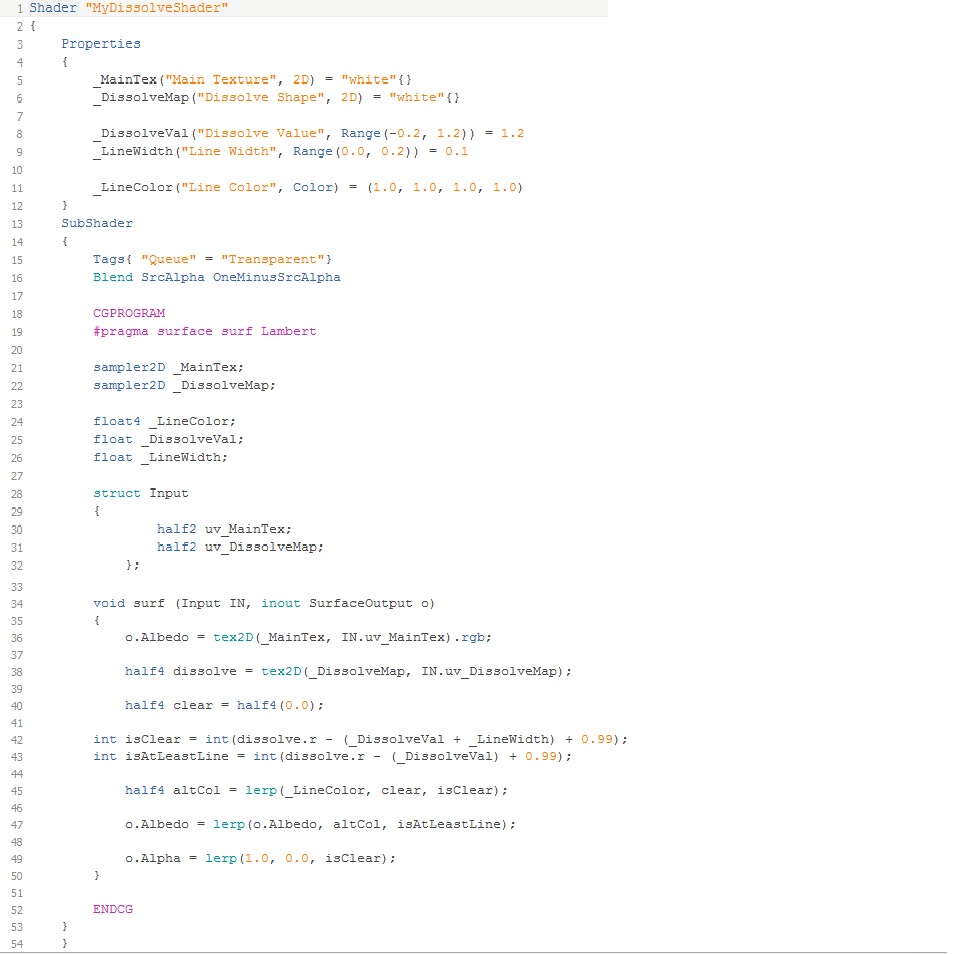 1 Shader "MyDissolveShader"
2 {
3     Properties
4     {
5         _MainTex("Main Texture", 2D) = "white"{}
6         _DissolveMap("Dissolve Shape", 2D) = "white"{}
7
8         _DissolveVal("Dissolve Value", Range(-0.2, 1.2)) = 1.2
9         _LineWidth("Line Width", Range(0.0, 0.2)) = 0.1
10
11         _LineColor("Line Color", Color) = (1.0, 1.0, 1.0, 1.0)
12     }
13     SubShader
14     {
15         Tags{ "Queue" = "Transparent"}
16         Blend SrcAlpha OneMinusSrcAlpha
17
18         CGPROGRAM
19         #pragma surface surf Lambert
20
21         sampler2D _MainTex;
22         sampler2D _DissolveMap;
23
24         float4 _LineColor;
25         float _DissolveVal;
26         float _LineWidth;
27
28         struct Input
29         {
30                 half2 uv_MainTex;
31                 half2 uv_DissolveMap;
32             };
33
34         void surf (Input IN, inout SurfaceOutput o)
35         {
36             o.Albedo = tex2D(_MainTex, IN.uv_MainTex).rgb;
37
38             half4 dissolve = tex2D(_DissolveMap, IN.uv_DissolveMap);
39
40             half4 clear = half4(0.0);
41
42         int isClear = int(dissolve.r - (_DissolveVal + _LineWidth) + 0.99);
43         int isAtLeastLine = int(dissolve.r - (_DissolveVal) + 0.99);
44
45             half4 altCol = lerp(_LineColor, clear, isClear);
46
47             o.Albedo = lerp(o.Albedo, altCol, isAtLeastLine);
48
49             o.Alpha = lerp(1.0, 0.0, isClear);
50         }
51
52         ENDCG
53     }
54     }